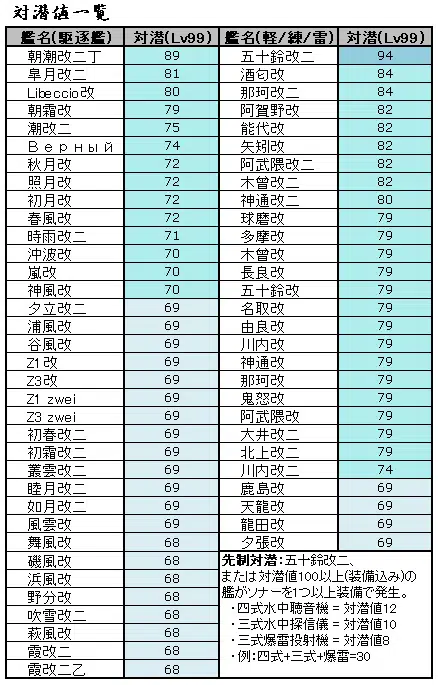 対潜値一覧
艦名(駆逐艦) 対潜(Lv99) 艦名(軽/練/雷) 対潜(Lv99)
朝潮改二丁 89 五十鈴改二 94
皐月改二 81 酒匂改 84
Libeccio改 80 那珂改二 84
朝霜改 79 阿賀野改 82
潮改二 75 能代改 82
Верный 74 矢矧改 82
秋月改 72 阿武隈改二 82
照月改 72 木曾改二 82
初月改 72 神通改二 80
春風改 72 球磨改 79
時雨改二 71 多摩改 79
沖波改 70 木曾改 79
嵐改 70 長良改 79
神風改 70 五十鈴改 79
夕立改二 69 名取改 79
浦風改 69 由良改 79
谷風改 69 川内改 79
Z1改 69 神通改 79
Z3改 69 那珂改 79
Z1 zwei 69 鬼怒改 79
Z3 zwei 69 阿武隈改 79
初春改二 69 大井改二 79
初霜改二 69 北上改二 79
叢雲改二 69 川内改二 74
睦月改二 69 鹿島改 69
如月改二 69 天龍改 69
風雲改 69 龍田改 69
舞風改 68 夕張改 69
磯風改 68
浜風改 68
野分改 68
吹雪改二 68
萩風改 68
霞改二 68
霞改二乙 68
先制対潜:五十鈴改二、
または対潜値100以上(装備込み)の
艦がソナーを1つ以上装備で発生。
・四式水中聴音機 = 対潜値12
・三式水中探信儀 = 対潜値10
・三式爆雷投射機 = 対潜値8
・例:四式+三式+爆雷=30